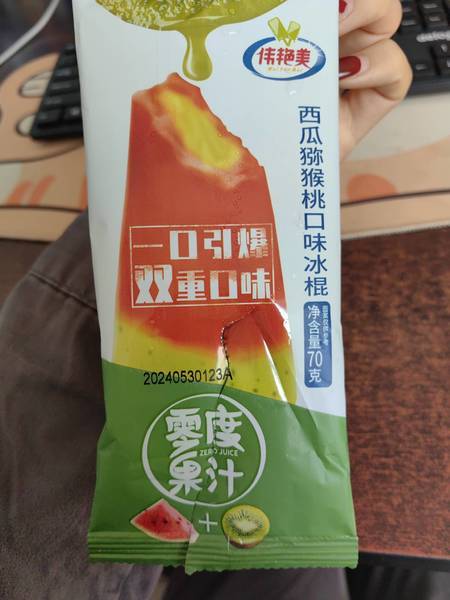 伟艳美
西瓜猕猴桃口味冰棍
一口引爆
双重口味
净含量70克
20240530123A
零度
ZERO JUICE
果汁